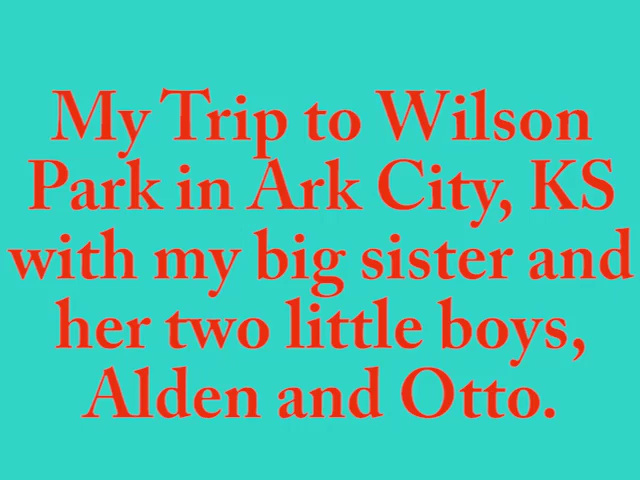 My Trip to Wilson
Park in Ark City, KS
with my big sister and
her two little boys,
Alden and Otto.